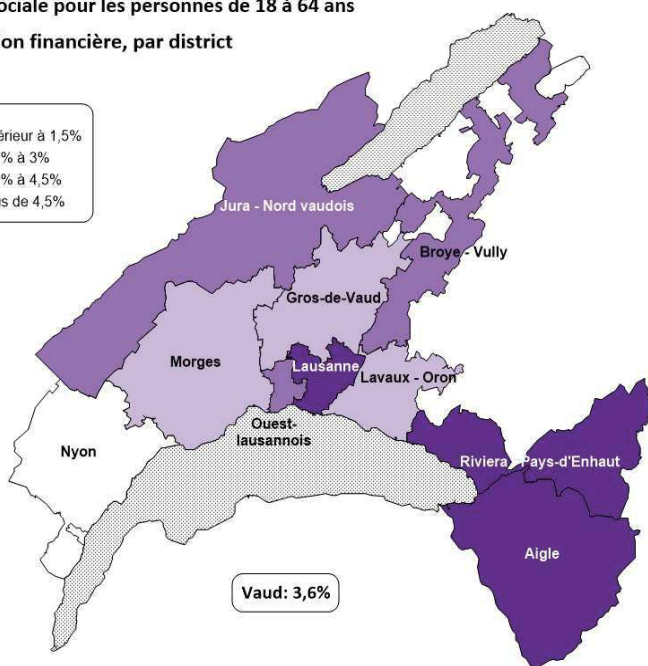 ociale pour les personnes de 18 à 64 ans
on financière, par district
érieur à 1,5%
% à 3%
% à 4,5%
s de 4,5%
Jura - Nord vaudois
Broye - Vully
Gros-de-Vaud
Morges
Lausanne
Lavaux - Oron
Ouest-
lausannois
Nyon
Riviera
Pays-d'Enhaut
Aigle
Vaud: 3,6%